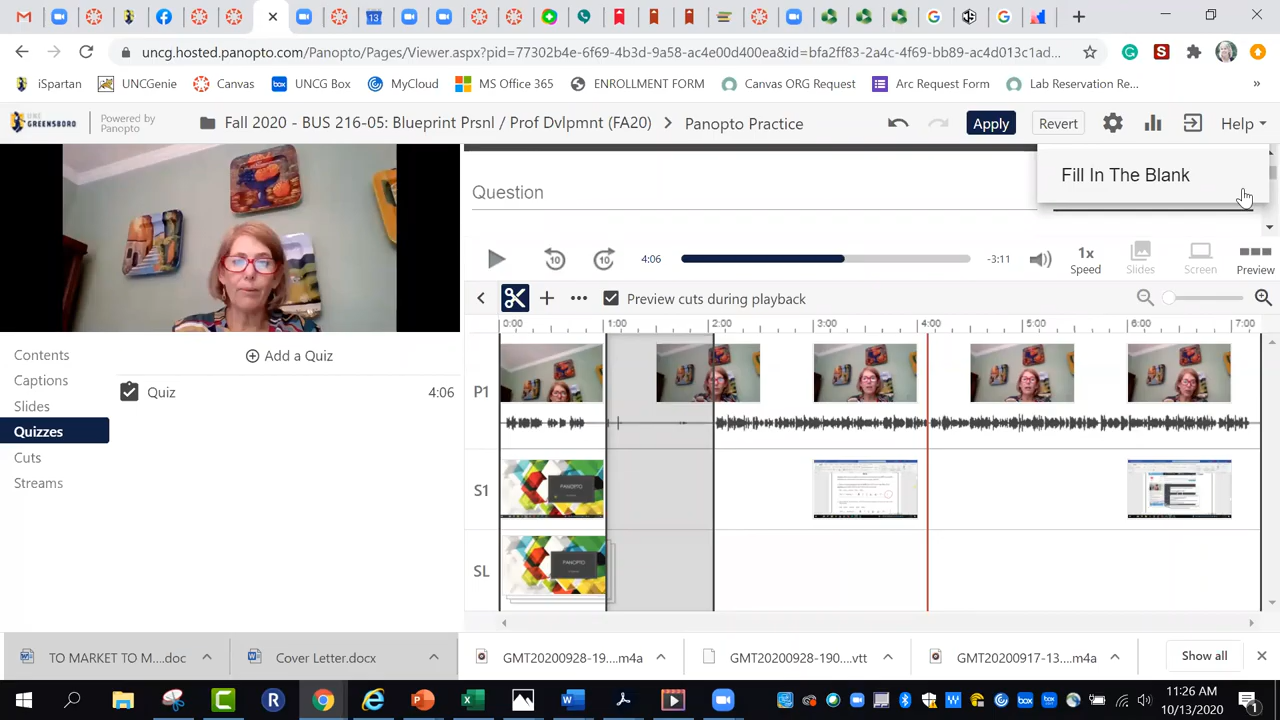 uncg.hosted.panopto.com/Panopto/Pages/Viewer.aspx?pid=77302b4e-6f69-4b3d-9a58-ac4e00d400ea&id=bfa2ff83-2a4c-4f69-bb89-ac4d013c1ad...
iSpartan UNCGenie Canvas UNCG Box MyCloud MS Office 365 ENROLLMENT FORM Canvas ORG Request Arc Request Form Lab Reservation Re... »
UNC GREENSBORO Powered by Panopto Fall 2020 - BUS 216-05: Blueprint Prsnl / Prof Dvlpmnt (FA20) > Panopto Practice Apply Revert Help
Fill In The Blank
Question
10 10 4:06 -3:11 1x
Speed Slides Screen Preview
Preview cuts during playback
0:00 1:00 2:00 3:00 4:00 5:00 6:00 7:00
Contents Add a Quiz
Captions
Quiz 4:06
Slides
Quizzes
Cuts
Streams
P1
S1
PANOPTO
SL
PANOPTO
TO MARKET TO M....doc Cover Letter.docx GMT20200928-19....m4a GMT20200928-190....vtt GMT20200917-13....m4a Show all
11:26 AM
10/13/2020